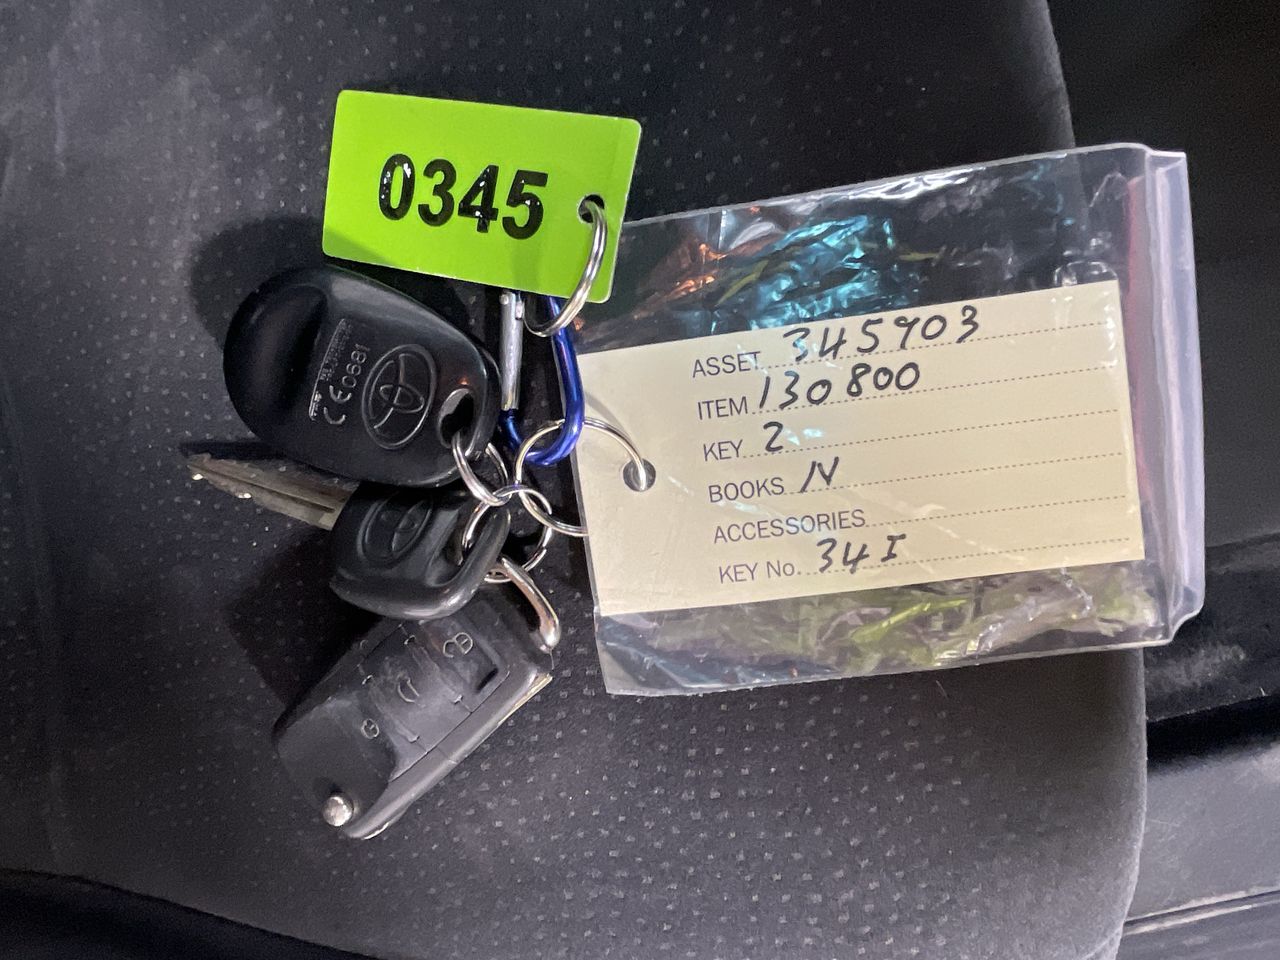 0345
CE0681
ASSET 345903
ITEM 130800
KEY 2
BOOKS N
ACCESSORIES
KEY No. 34I